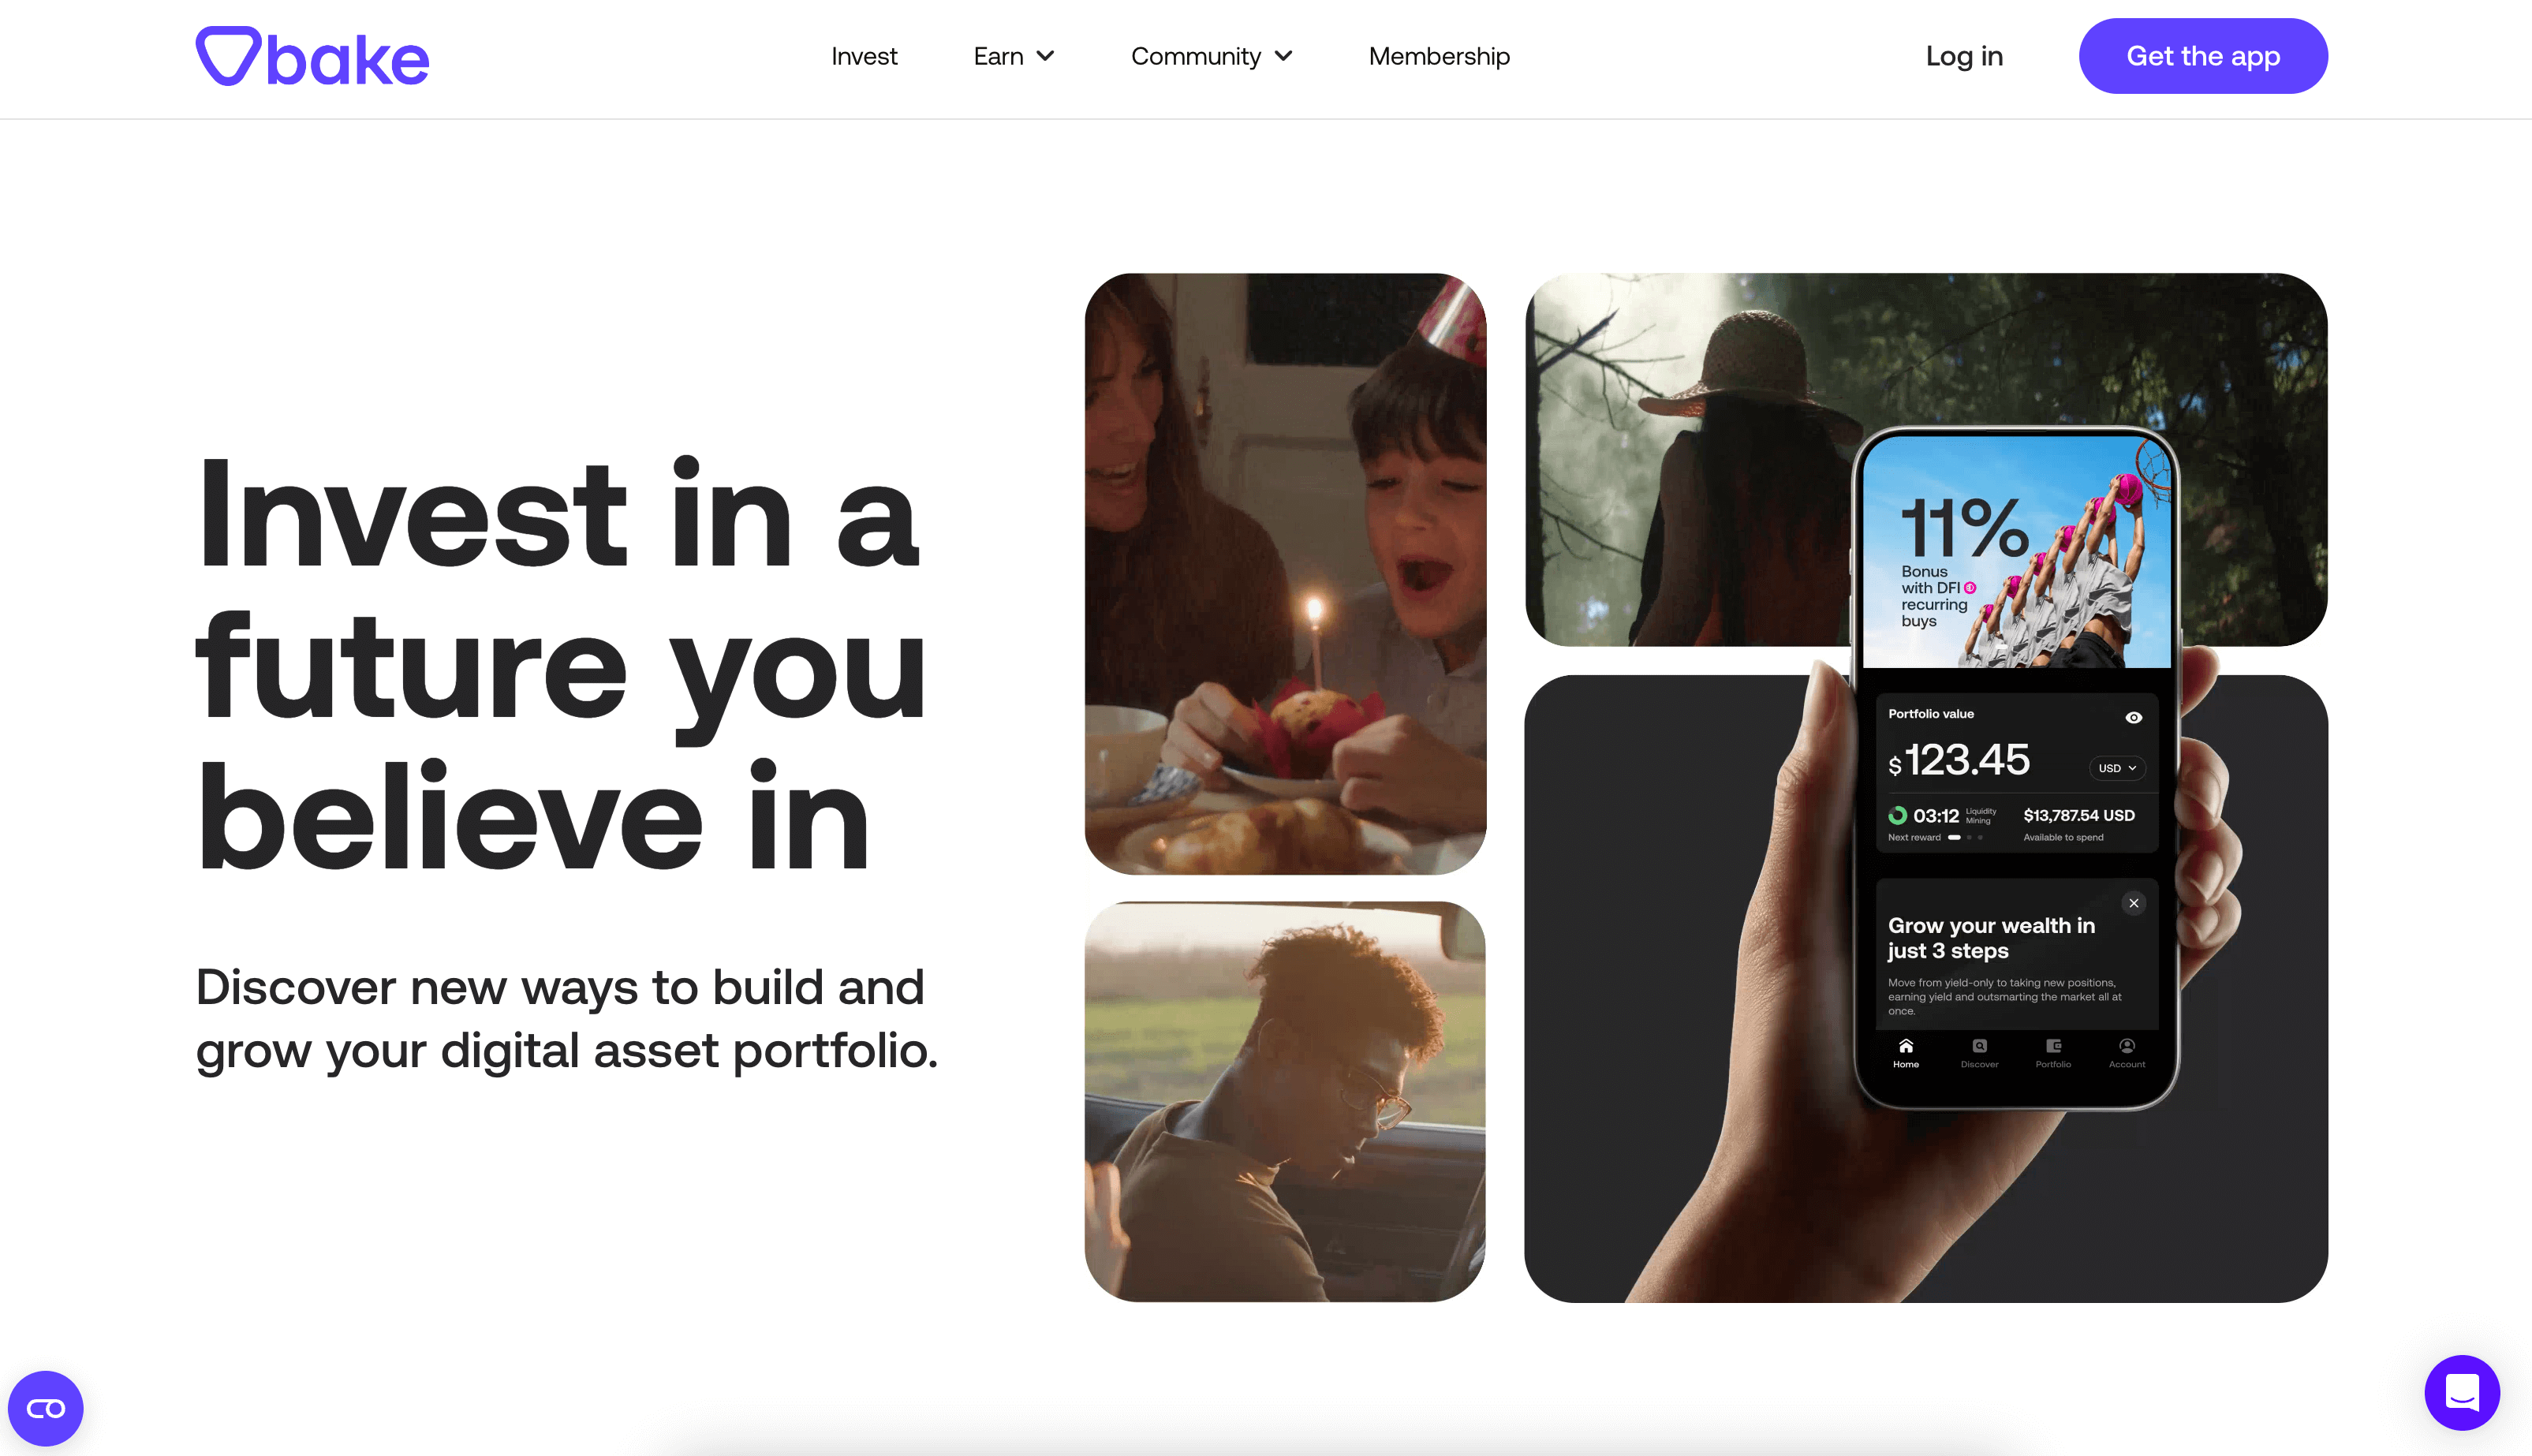 bake
Invest
Earn
Community
Membership
Log in
Get the app
Invest in a
future you
believe in
Discover new ways to build and
grow your digital asset portfolio.
11%
Bonus
with DFI
recurring
buys
Portfolio value
$123.45
USD
03:12
Liquidity
Mining
$13,787.54 USD
Next reward
Available to spend
Grow your wealth in
just 3 steps
Move from yield-only to taking new positions,
earning yield and outsmarting the market all at
once.
Home
Discover
Portfolio
Account